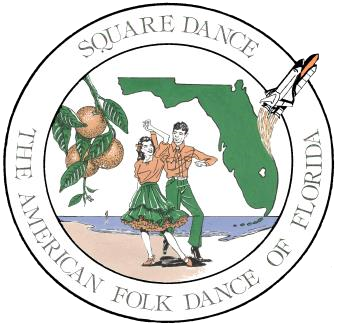 SQUARE DANCE
THE AMERICAN FOLK DANCE OF FLORIDA